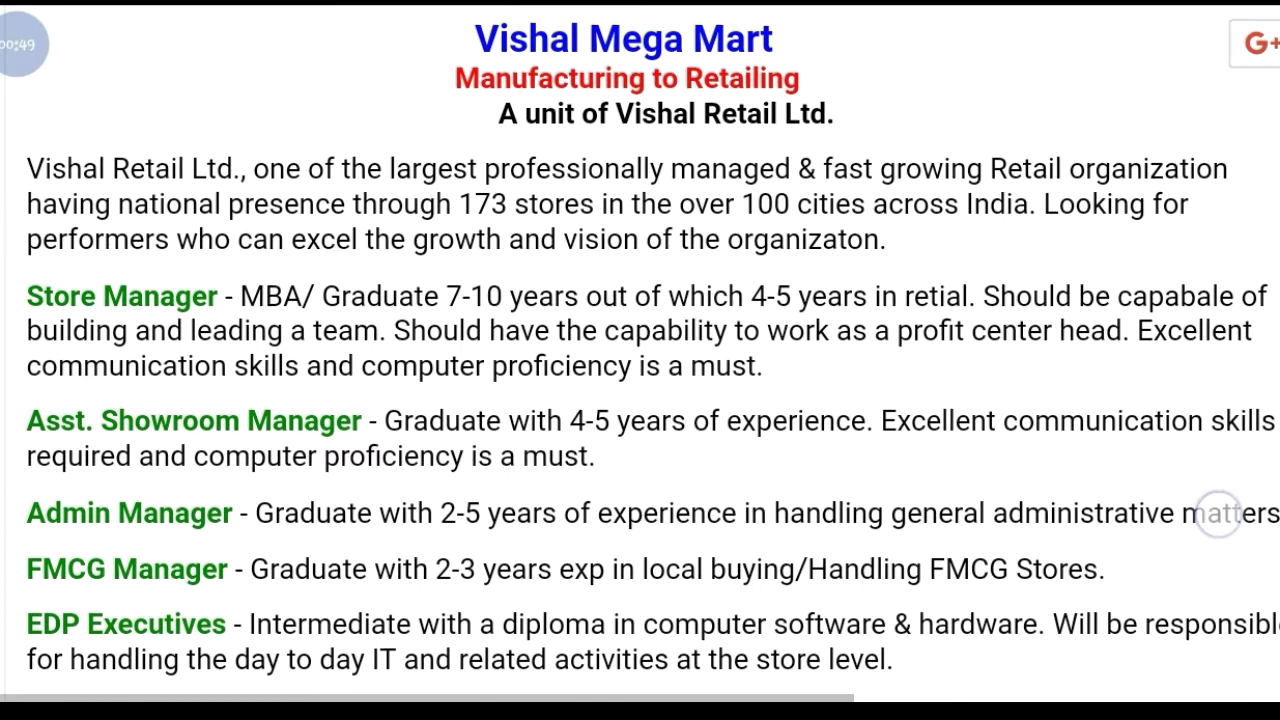 00:49
Vishal Mega Mart
G+
Manufacturing to Retailing
A unit of Vishal Retail Ltd.
Vishal Retail Ltd., one of the largest professionally managed & fast growing Retail organization
having national presence through 173 stores in the over 100 cities across India. Looking for
performers who can excel the growth and vision of the organizaton.
Store Manager - MBA/ Graduate 7-10 years out of which 4-5 years in retial. Should be capabale of
building and leading a team. Should have the capability to work as a profit center head. Excellent
communication skills and computer proficiency is a must.
Asst. Showroom Manager - Graduate with 4-5 years of experience. Excellent communication skills
required and computer proficiency is a must.
Admin Manager - Graduate with 2-5 years of experience in handling general administrative matters
FMCG Manager - Graduate with 2-3 years exp in local buying/Handling FMCG Stores.
EDP Executives - Intermediate with a diploma in computer software & hardware. Will be responsibl
for handling the day to day IT and related activities at the store level.